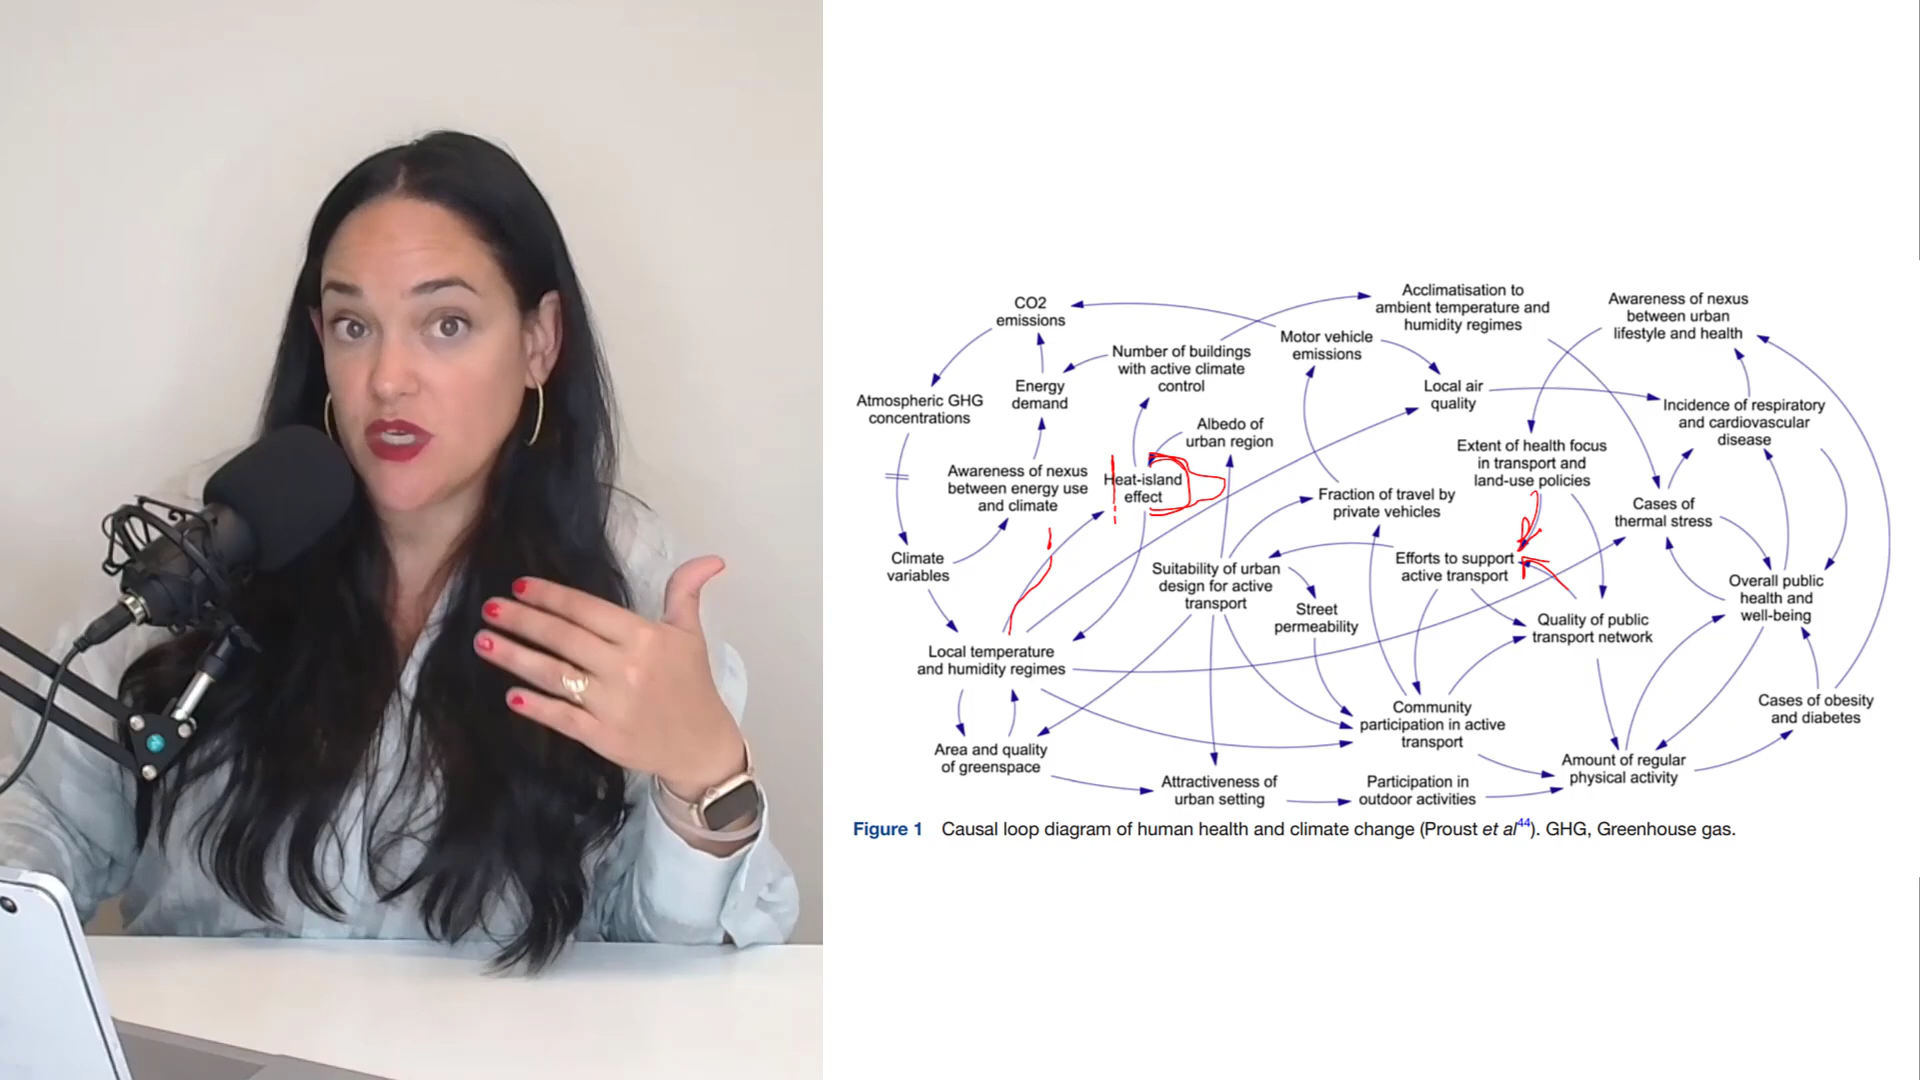 CO2
emissions
Acclimatisation to
ambient temperature and
humidity regimes
Awareness of nexus
between urban
lifestyle and health
Motor vehicle
emissions
Number of buildings
with active climate
control
Energy
demand
Local air
quality
Atmospheric GHG
concentrations
Incidence of respiratory
and cardiovascular
disease
Albedo of
urban region
Extent of health focus
in transport and
land-use policies
Awareness of nexus
between energy use
and climate
Heat-island
effect
Fraction of travel by
private vehicles
Cases of
thermal stress
Climate
variables
Suitability of urban
design for active
transport
Efforts to support
active transport
Overall public
health and
well-being
Street
permeability
Quality of public
transport network
Local temperature
and humidity regimes
Community
participation in active
transport
Cases of obesity
and diabetes
Area and quality
of greenspace
Amount of regular
physical activity
Attractiveness of
urban setting
Participation in
outdoor activities
Figure 1 Causal loop diagram of human health and climate change (Proust et al44). GHG, Greenhouse gas.